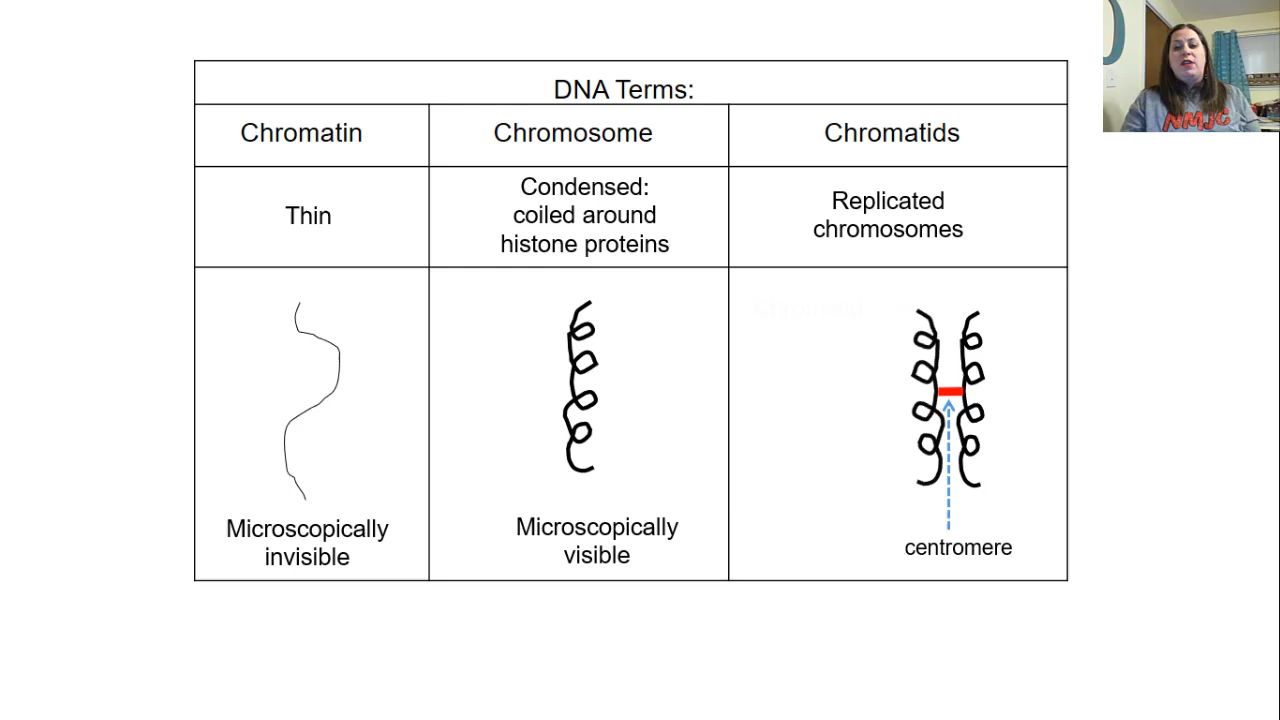 DNA Terms:
Chromatin
Chromosome
Chromatids
Thin
Condensed:
coiled around
histone proteins
Replicated
chromosomes
Microscopically
invisible
Microscopically
visible
centromere
NMJC